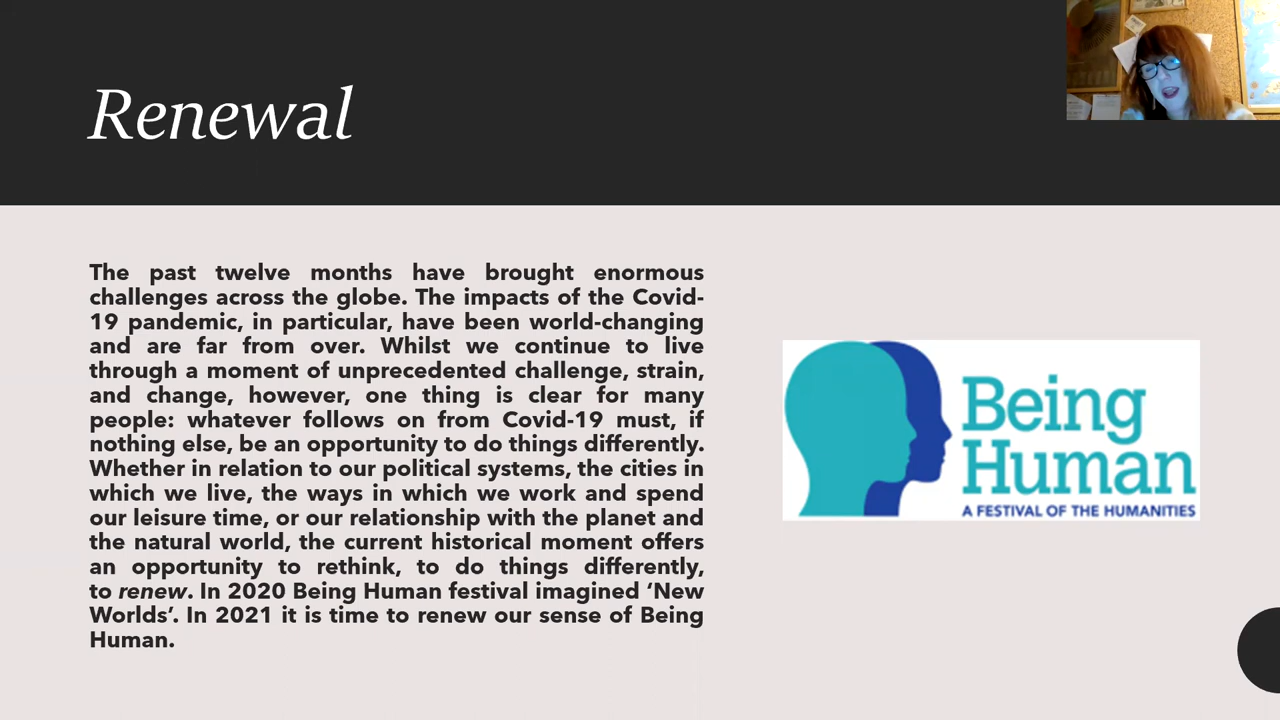 Renewal
The past twelve months have brought enormous
challenges across the globe. The impacts of the Covid-
19 pandemic, in particular, have been world-changing
and are far from over. Whilst we continue to live
through a moment of unprecedented challenge, strain,
and change, however, one thing is clear for many
people: whatever follows on from Covid-19 must, if
nothing else, be an opportunity to do things differently.
Whether in relation to our political systems, the cities in
which we live, the ways in which we work and spend
our leisure time, or our relationship with the planet and
the natural world, the current historical moment offers
an opportunity to rethink, to do things differently,
to renew. In 2020 Being Human festival imagined ‘New
Worlds’. In 2021 it is time to renew our sense of Being
Human.
Being
Human
A FESTIVAL OF THE HUMANITIES